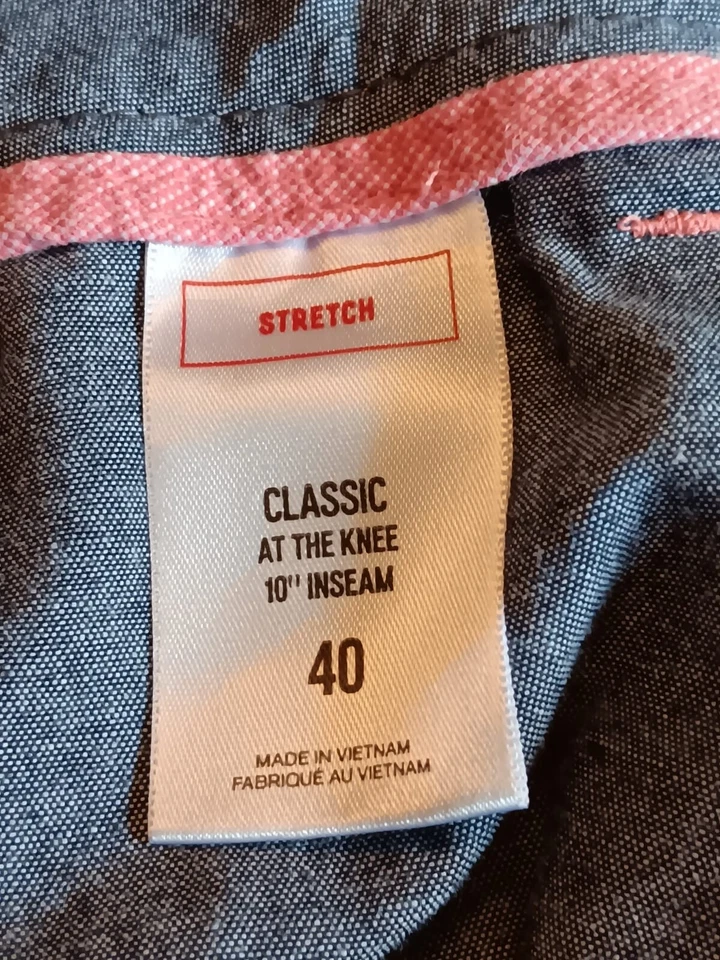 STRETCH
CLASSIC
AT THE KNEE
10" INSEAM
40
MADE IN VIETNAM
FABRIQUÉ AU VIETNAM